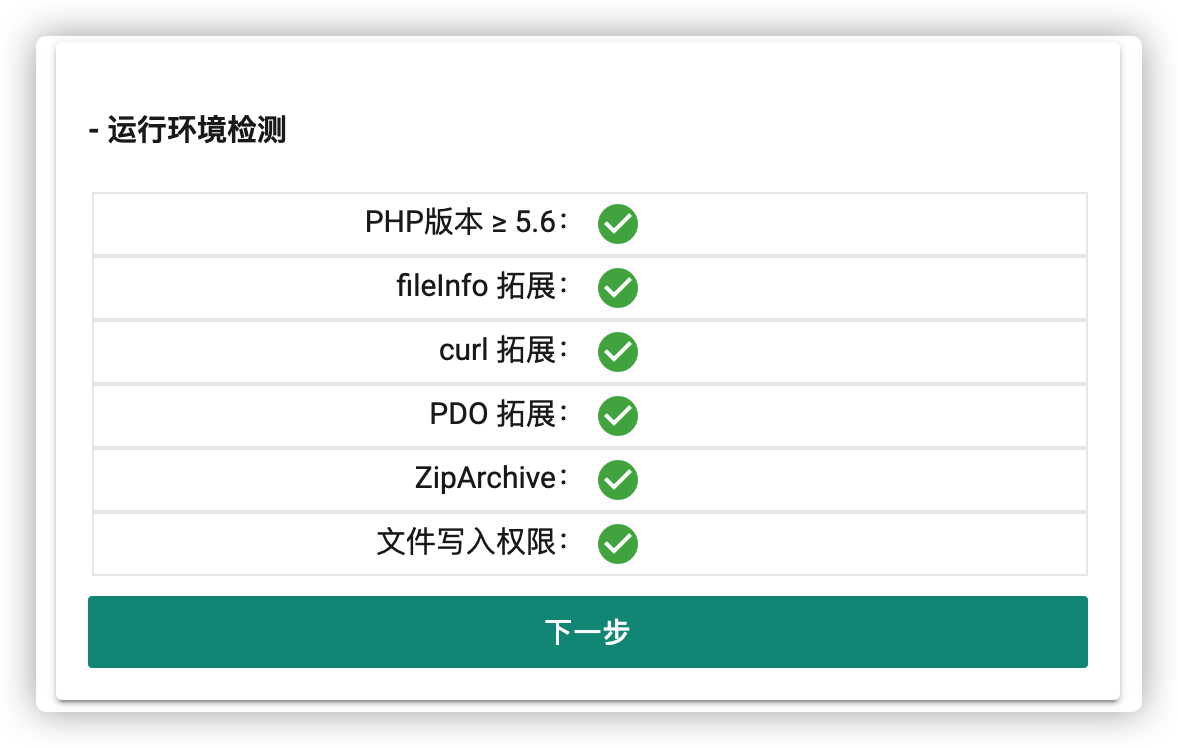 - 运行环境检测
PHP版本 ≥ 5.6：
fileInfo 拓展：
curl 拓展：
PDO 拓展：
ZipArchive：
文件写入权限：
下一步